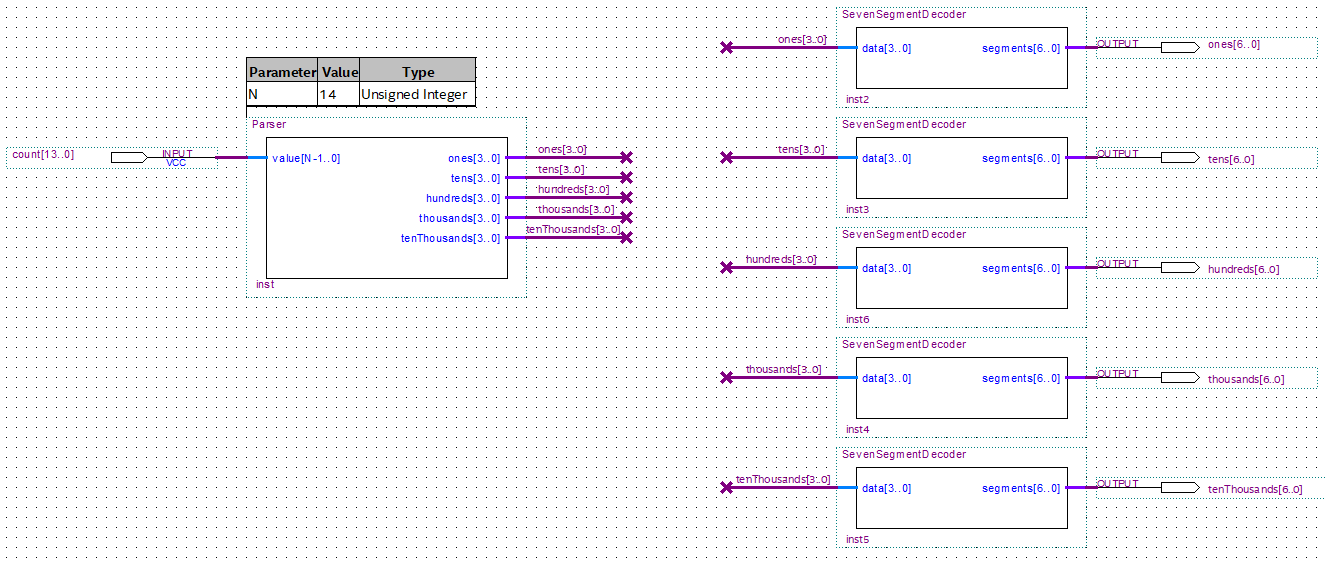 Parameter Value Type
N 14 Unsigned Integer
Parser
count[13..0] INPUT
VCC
value[N-1..0] ones[3..0] ones[3..0]
tens[3..0] tens[3..0]
hundreds[3..0] hundreds[3..0]
thousands[3..0] thousands[3..0]
tenThousands[3..0] tenThousands[3..0]
inst
SevenSegmentDecoder
ones[3..0] data[3..0] segments[6..0] OUTPUT ones[6..0]
inst2
SevenSegmentDecoder
tens[3..0] data[3..0] segments[6..0] OUTPUT tens[6..0]
inst3
SevenSegmentDecoder
hundreds[3..0] data[3..0] segments[6..0] OUTPUT hundreds[6..0]
inst6
SevenSegmentDecoder
thousands[3..0] data[3..0] segments[6..0] OUTPUT thousands[6..0]
inst4
SevenSegmentDecoder
tenThousands[3..0] data[3..0] segments[6..0] OUTPUT tenThousands[6..0]
inst5